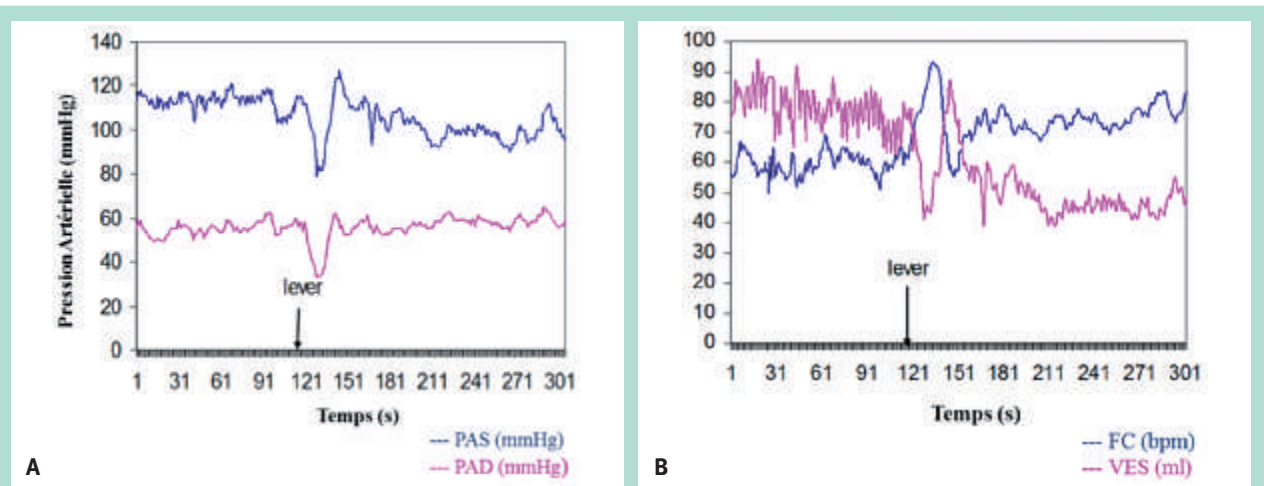 140
120
100
80
60
40
20
0
Pression Artérielle (mmHg)
lever
1 31 61 91 121 151 181 211 241 271 301
Temps (s)
--- PAS (mmHg)
--- PAD (mmHg)
A
100
90
80
70
60
50
40
30
20
10
0
lever
1 31 61 91 121 151 181 211 241 271 301
Temps (s)
--- FC (bpm)
--- VES (ml)
B